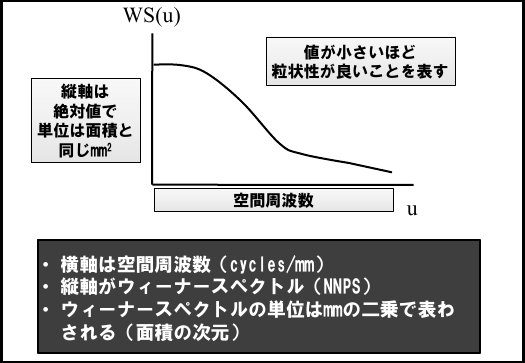 WS(u)
値が小さいほど
粒状性が良いことを表す
縦軸は
絶対値で
単位は面積と
同じmm²
空間周波数
u
・ 横軸は空間周波数（cycles/mm）
・ 縦軸がウィーナースペクトル（NNPS）
・ ウィーナースペクトルの単位はmmの二乗で表わ
される（面積の次元）